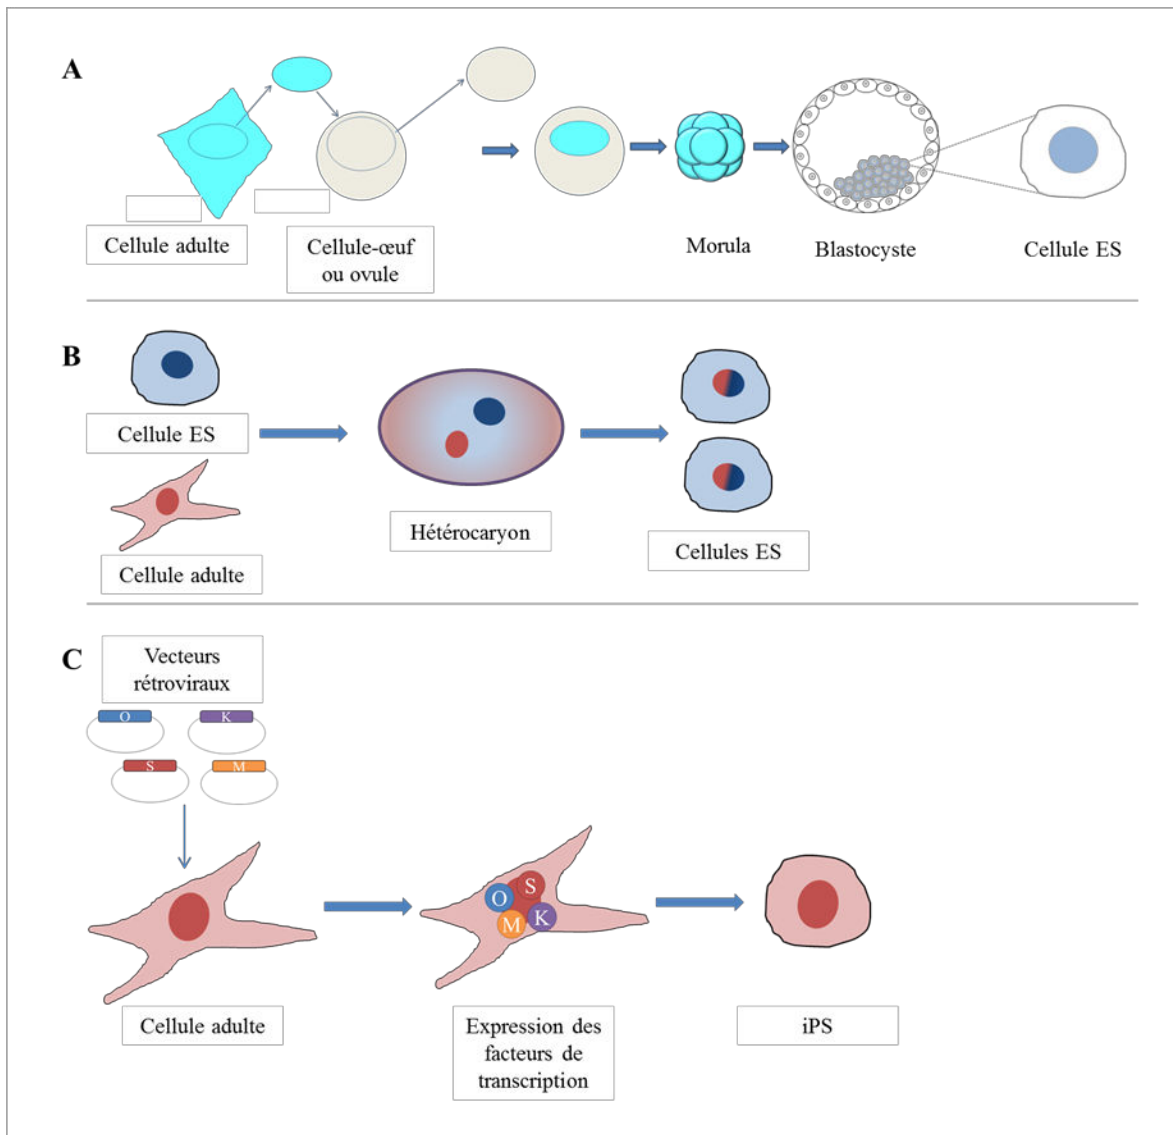 A
Cellule adulte
Cellule-œuf
ou ovule
Morula
Blastocyste
Cellule ES
B
Cellule ES
Cellule adulte
Hétérocaryon
Cellules ES
C
Vecteurs
rétroviraux
O
K
S
M
Cellule adulte
S
O
K
M
Expression des
facteurs de
transcription
iPS